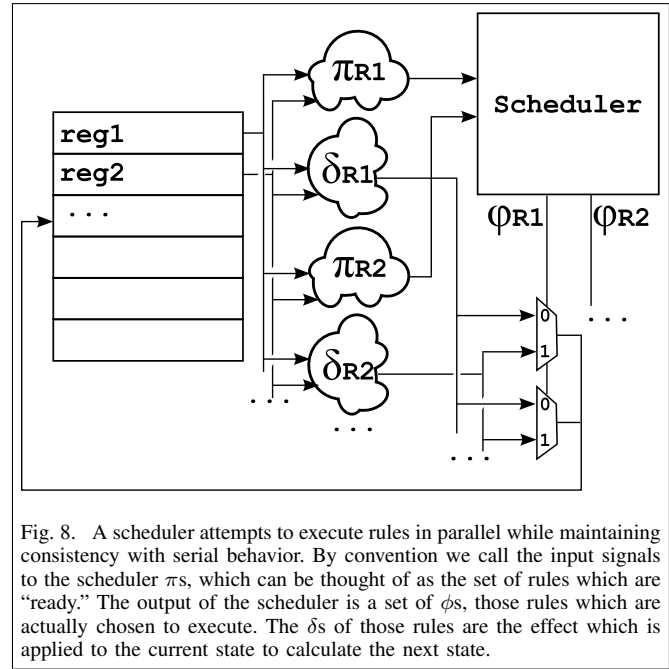 πR1
Scheduler
reg1
reg2
. . .
δR1
φR1
φR2
πR2
. . .
0
1
δR2
0
1
. . .
. . .
. . .
Fig. 8. A scheduler attempts to execute rules in parallel while maintaining
consistency with serial behavior. By convention we call the input signals
to the scheduler πs, which can be thought of as the set of rules which are
“ready.” The output of the scheduler is a set of ϕs, those rules which are
actually chosen to execute. The δs of those rules are the effect which is
applied to the current state to calculate the next state.